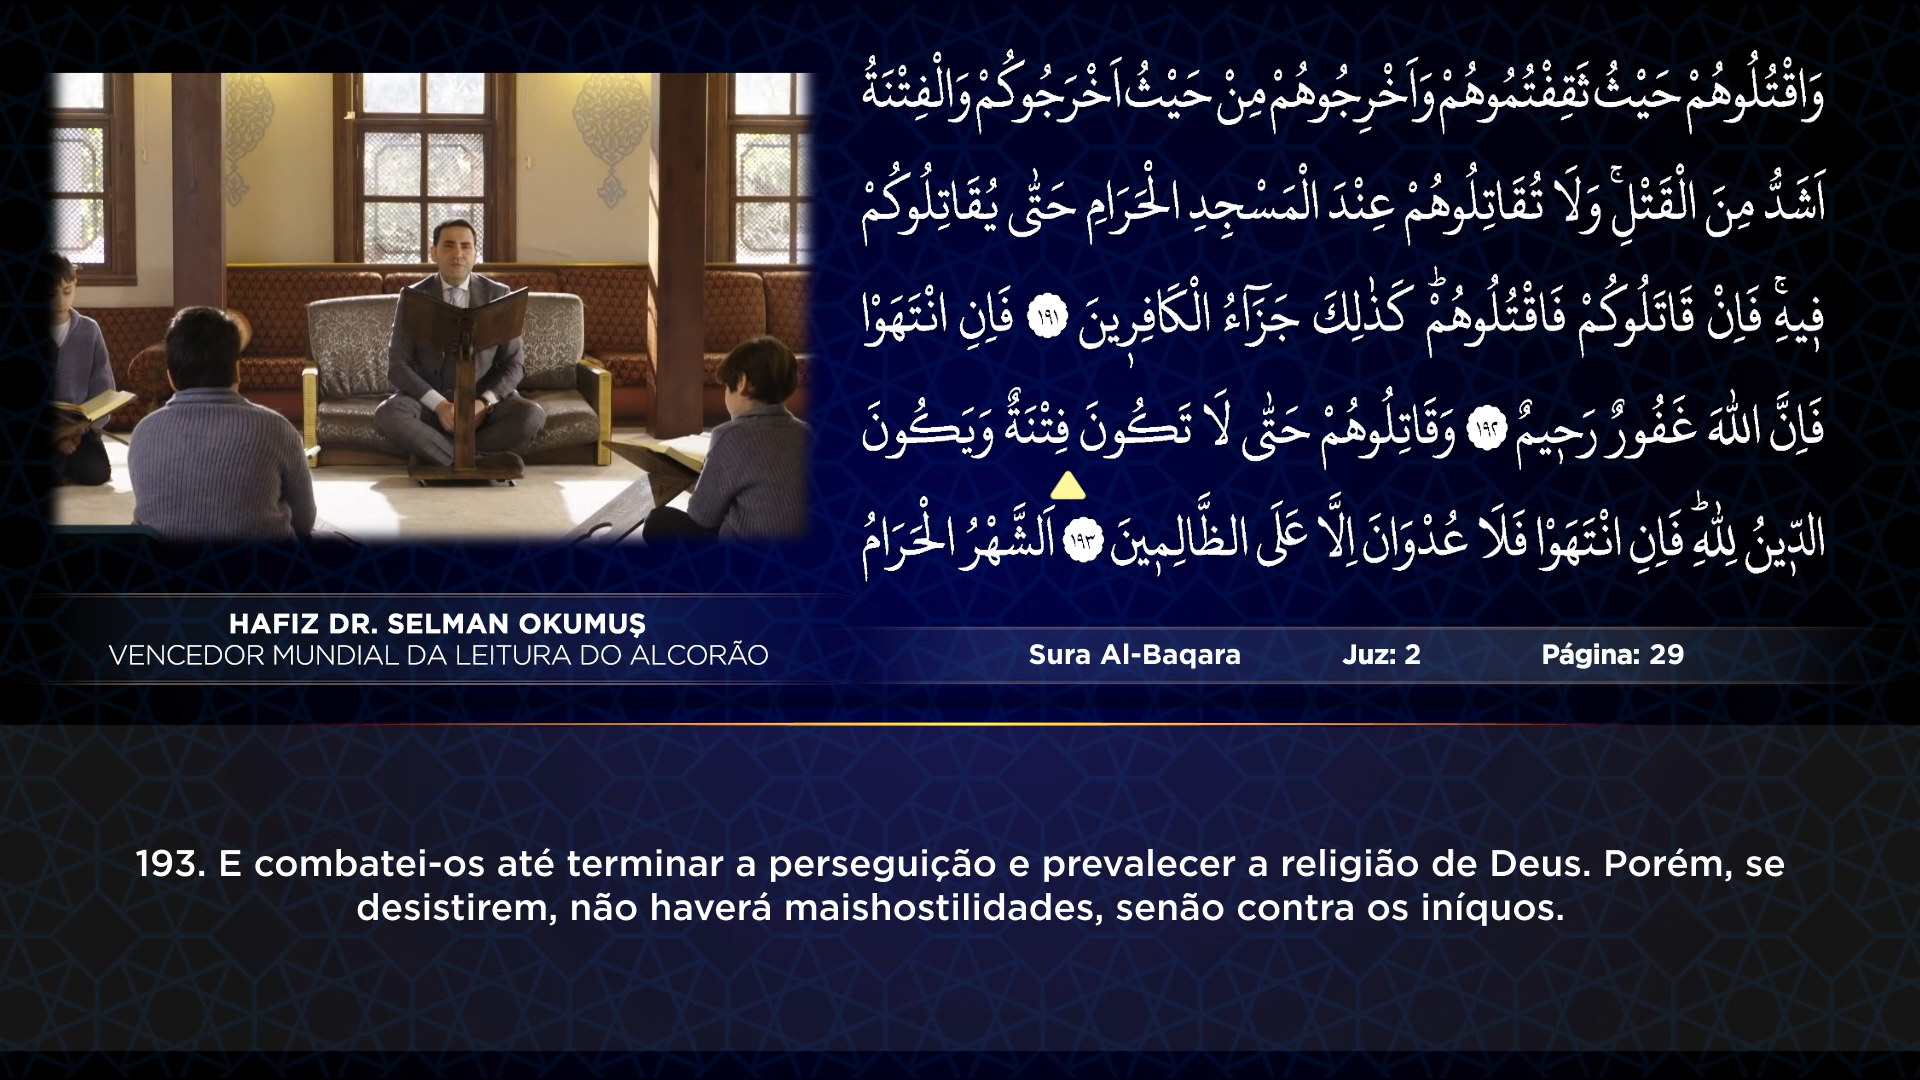 وَاقْتُلُوهُمْ حَيْثُ ثَقِفْتُمُوهُمْ وَاَخْرِجُوهُمْ مِنْ حَيْثُ اَخْرَجُوكُمْ وَالْفِتْنَةُ
اَشَدُّ مِنَ الْقَتْلِۚ وَلَا تُقَاتِلُوهُمْ عِنْدَ الْمَسْجِدِ الْحَرَامِ حَتّٰى يُقَاتِلُوكُمْ
ف۪يهِۚ فَاِنْ قَاتَلُوكُمْ فَاقْتُلُوهُمْۜ كَذٰلِكَ جَزَٓاءُ الْكَافِر۪ينَ ﴿١٩١﴾ فَاِنِ انْتَهَوْا
فَاِنَّ اللّٰهَ غَفُورٌ رَح۪يمٌ ﴿١٩٢﴾ وَقَاتِلُوهُمْ حَتّٰى لَا تَكُونَ فِتْنَةٌ وَيَكُونَ
الدّ۪ينُ لِلّٰهِۜ فَاِنِ انْتَهَوْا فَلَا عُدْوَانَ اِلَّا عَلَى الظَّالِم۪ينَ ﴿١٩٣﴾ اَلشَّهْرُ الْحَرَامُ
HAFIZ DR. SELMAN OKUMUŞ
VENCEDOR MUNDIAL DA LEITURA DO ALCORÃO
Sura Al-Baqara Juz: 2 Página: 29
193. E combatei-os até terminar a perseguição e prevalecer a religião de Deus. Porém, se
desistirem, não haverá maishostilidades, senão contra os iníquos.